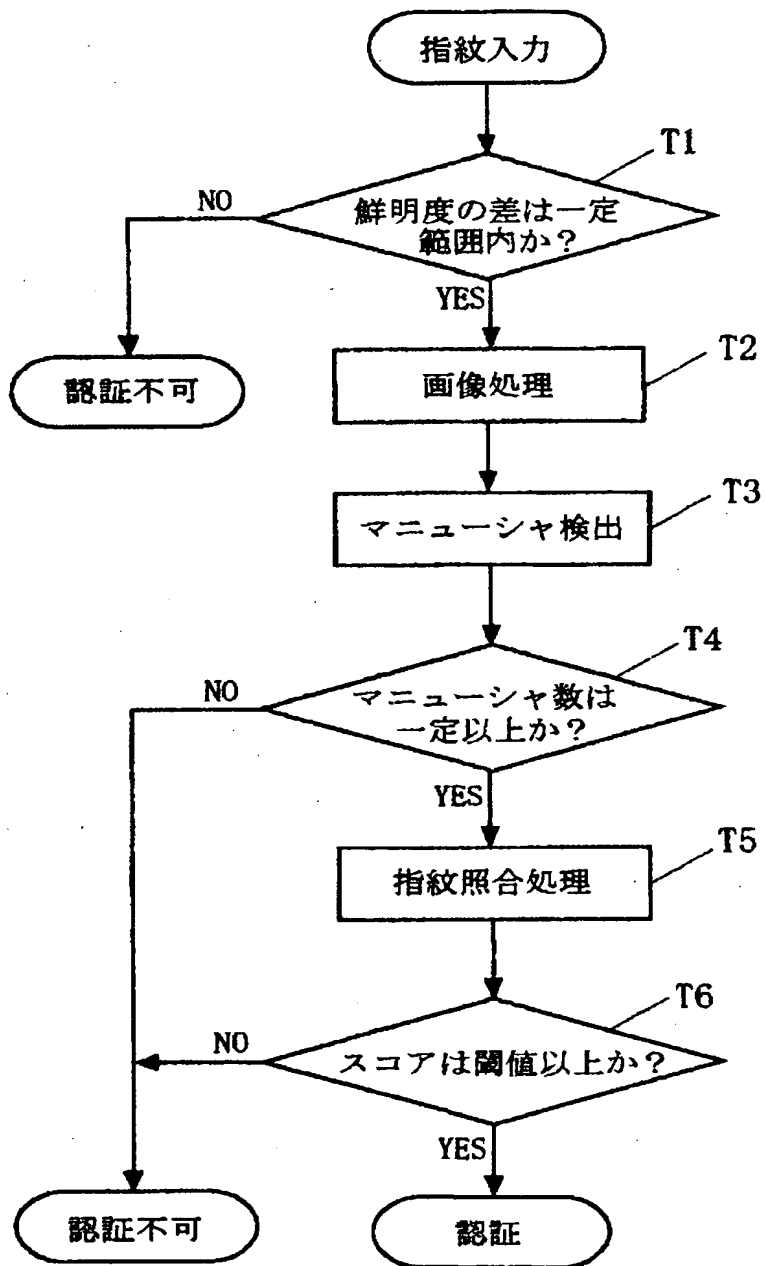 指紋入力
T1
NO
鮮明度の差は一定
範囲内か?
YES
T2
認証不可
画像処理
T3
マニューシャ検出
T4
NO
マニューシャ数は
一定以上か?
YES
T5
指紋照合処理
T6
NO
スコアは閾値以上か?
YES
認証不可
認証